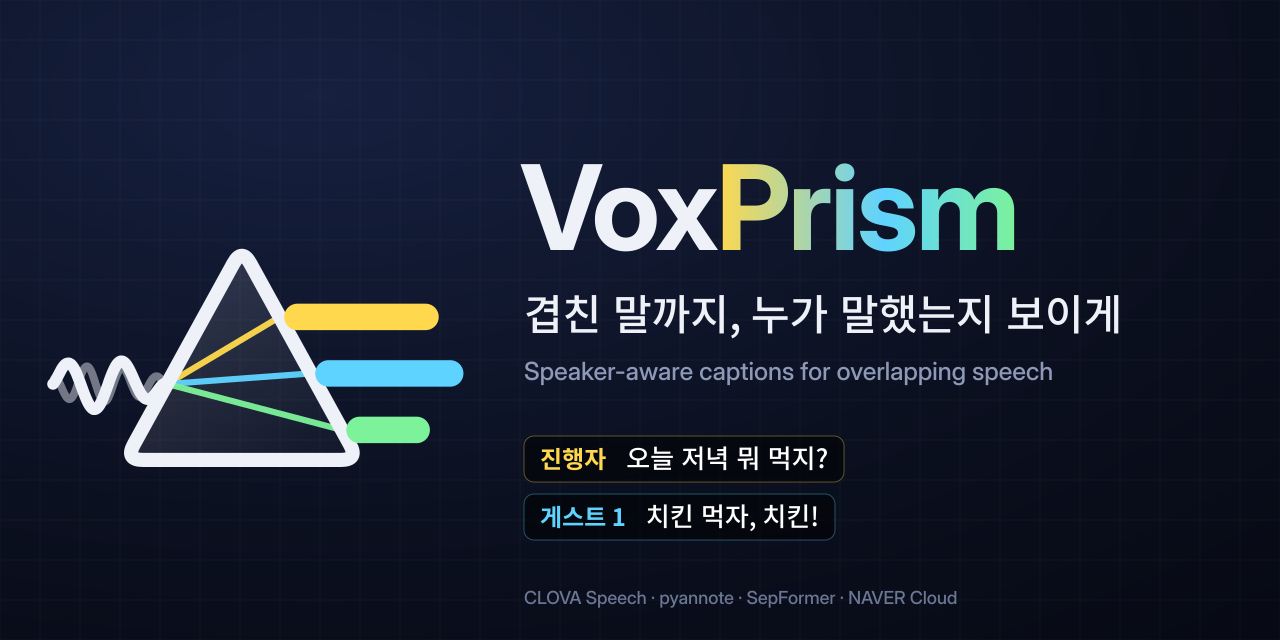 VoxPrism
겹친 말까지, 누가 말했는지 보이게
Speaker-aware captions for overlapping speech
진행자 오늘 저녁 뭐 먹지?
게스트 1 치킨 먹자, 치킨!
CLOVA Speech · pyannote · SepFormer · NAVER Cloud